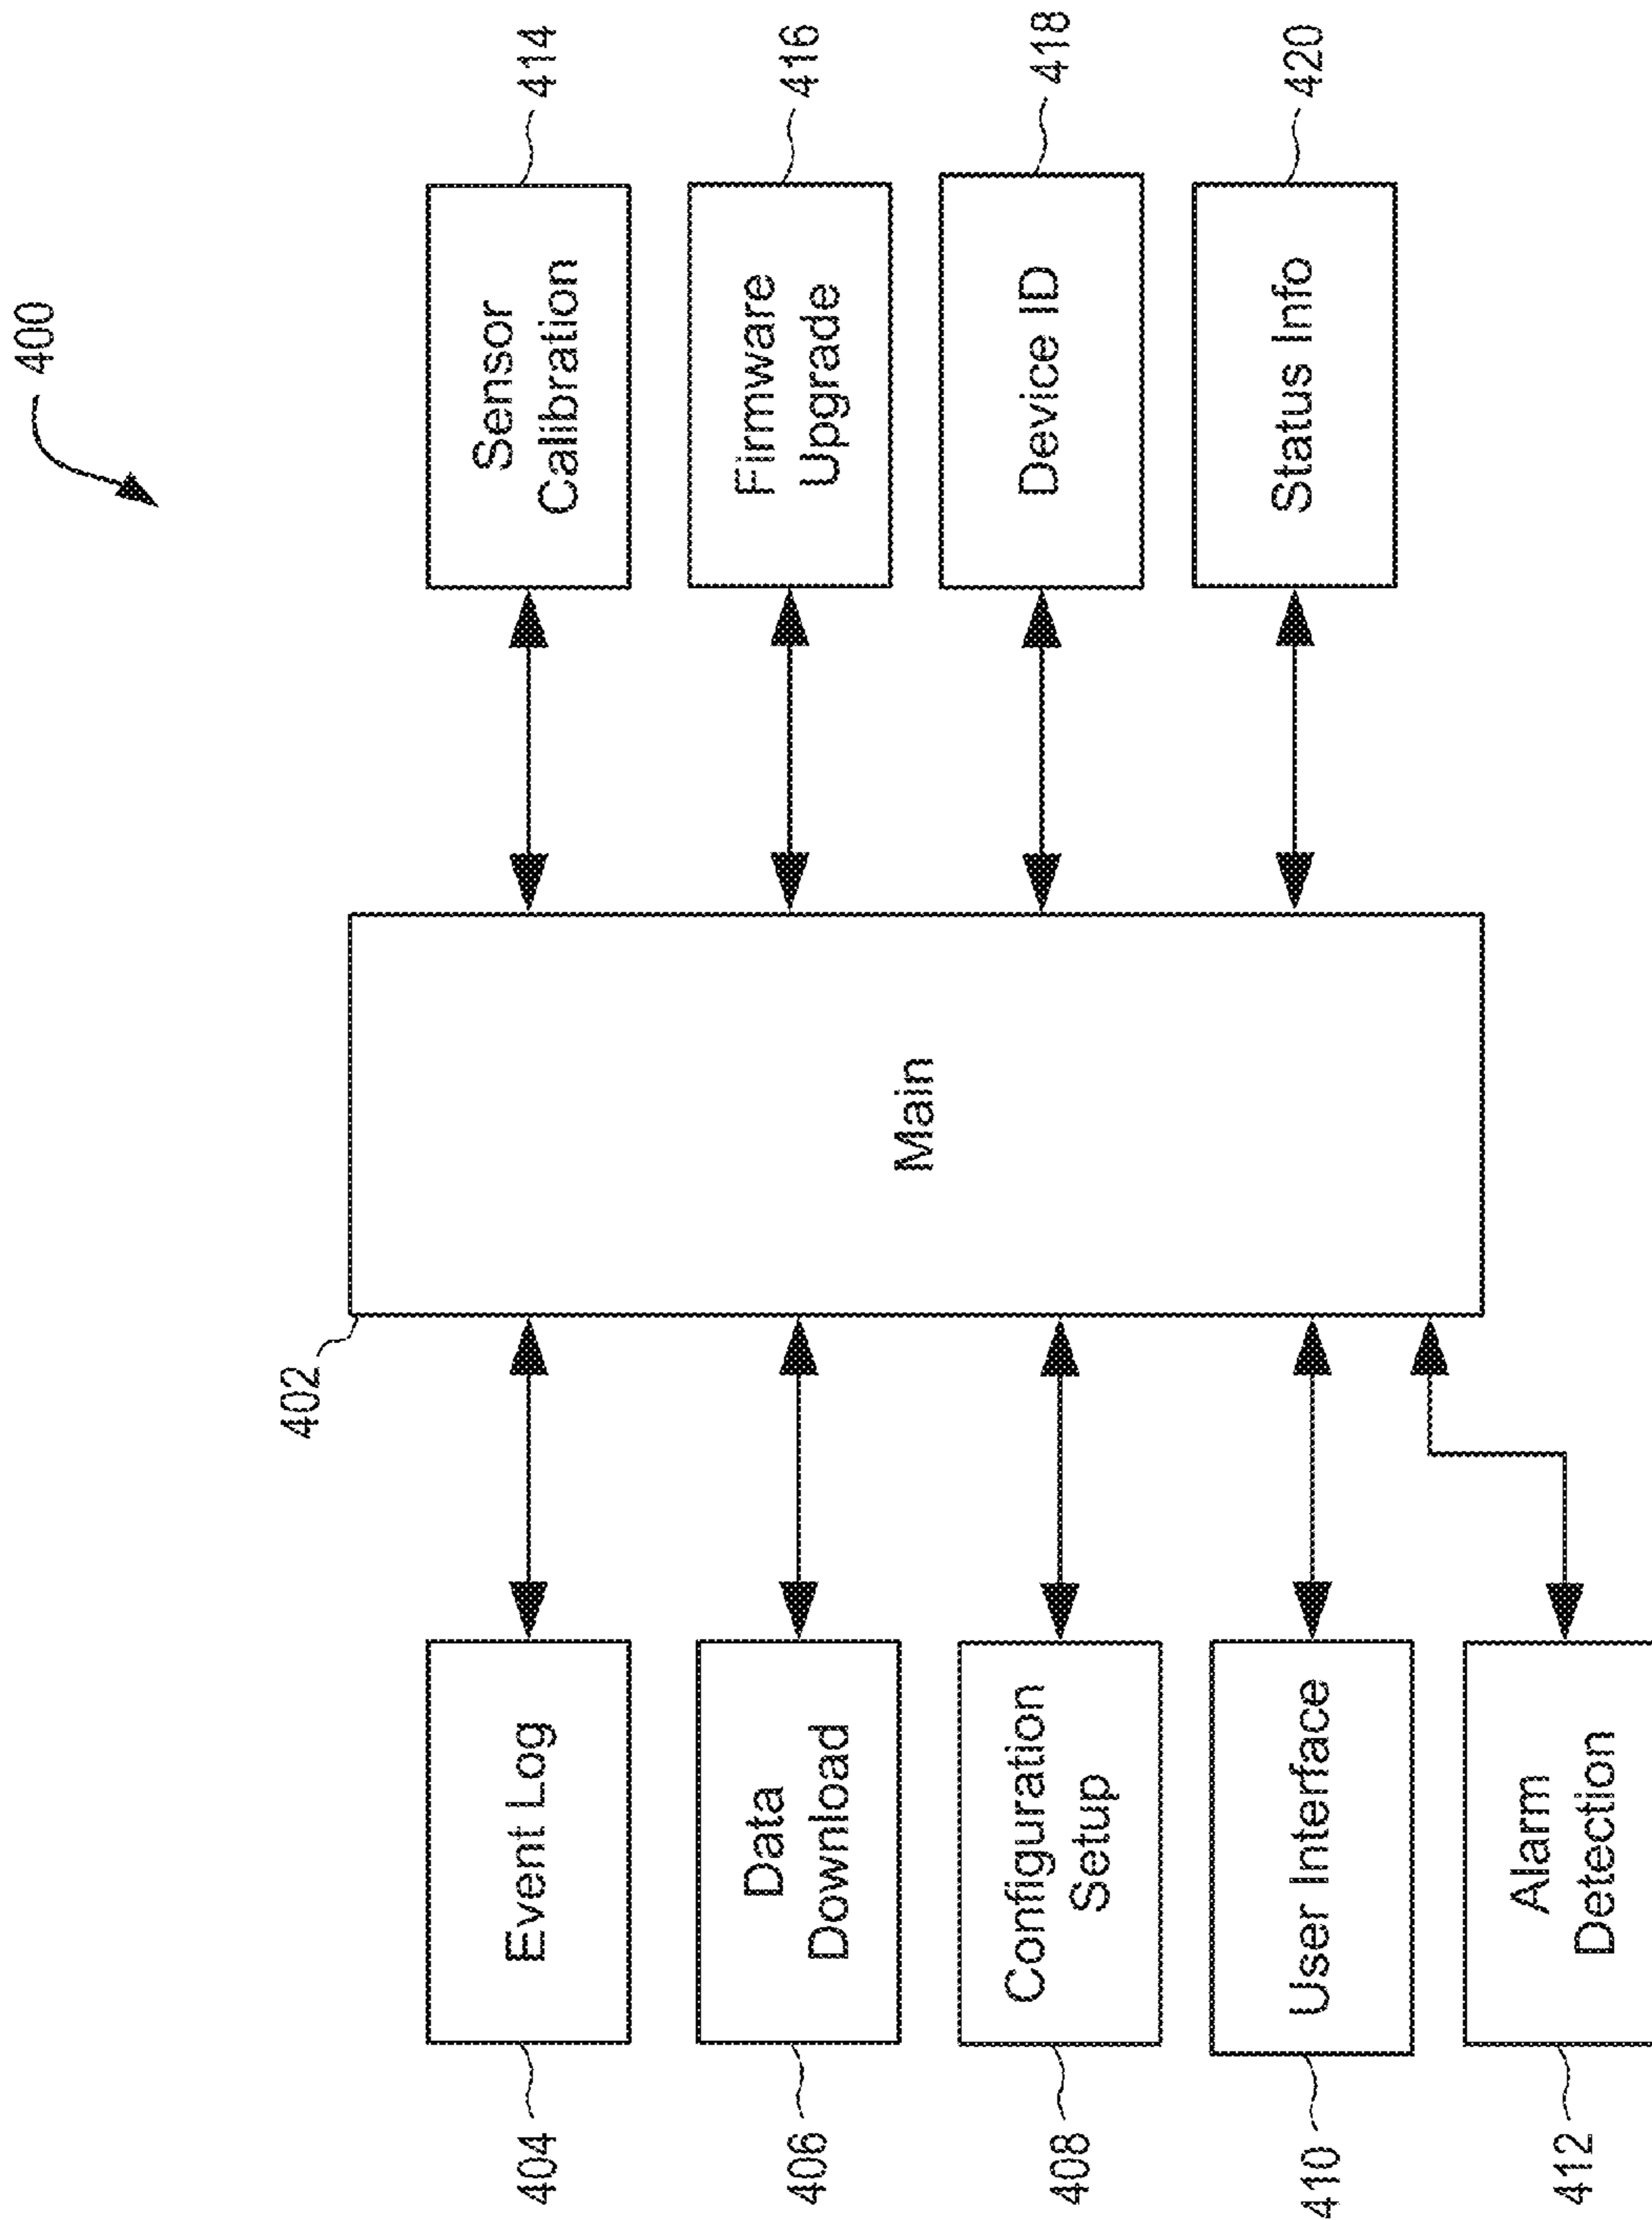 400
402
Main
404
Event Log
406
Data
Download
408
Configuration
Setup
410
User Interface
412
Alarm
Detection
Sensor
Calibration
414
Firmware
Upgrade
416
Device ID
418
Status Info
420